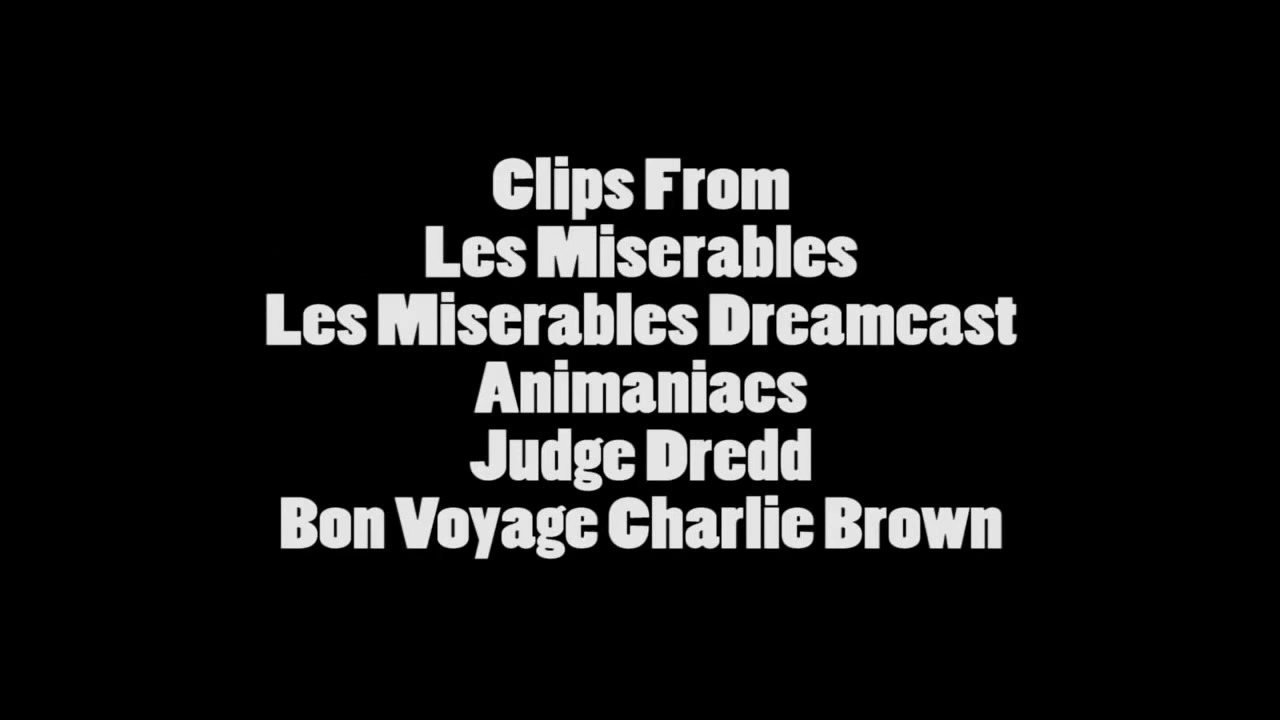 Clips From
Les Miserables
Les Miserables Dreamcast
Animaniacs
Judge Dredd
Bon Voyage Charlie Brown